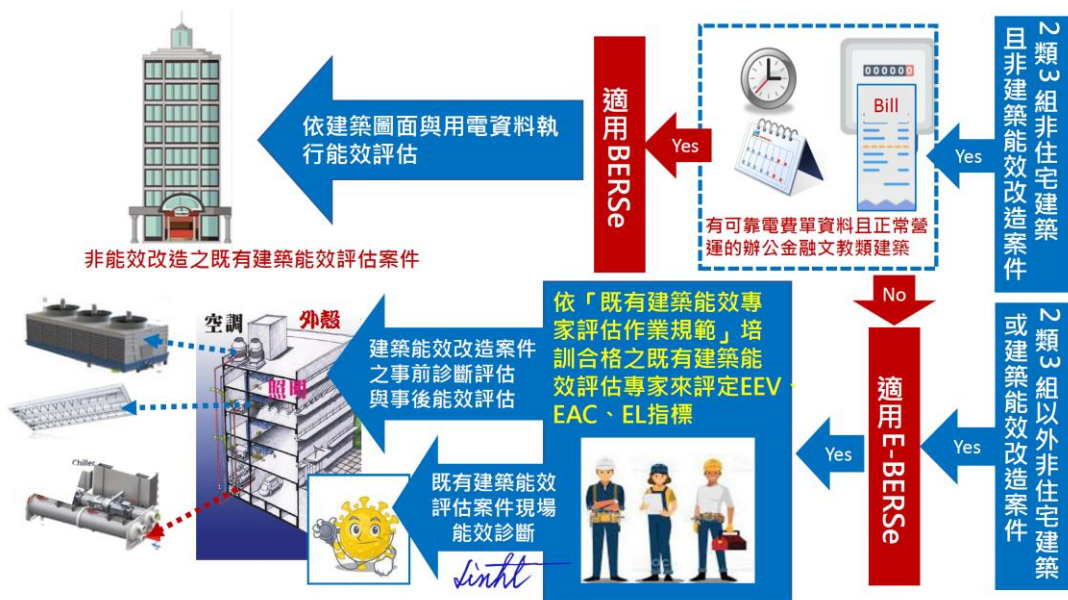 2類3組非住宅建築
且非建築能效改造案件
Yes
000000
Bill
有可靠電費單資料且正常營
運的辦公金融文教類建築
Yes
適用BERSe
依建築圖面與用電資料執
行能效評估
非能效改造之既有建築能效評估案件
No
2類3組以外非住宅建築
或建築能效改造案件
Yes
適用E-BERSe
Yes
依「既有建築能效專
家評估作業規範」培
訓合格之既有建築能
效評估專家來評定EEV、
EAC、EL指標
建築能效改造案件
之事前診斷評估
與事後能效評估
既有建築能效
評估案件現場
能效診斷
空調
外殼
照明
Chiller